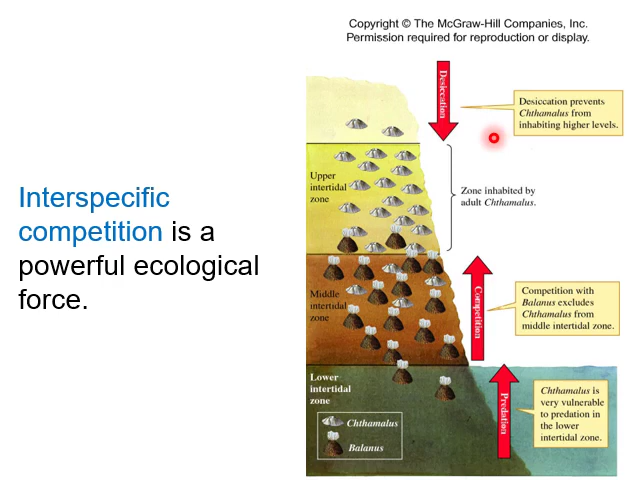 Copyright © The McGraw-Hill Companies, Inc.
Permission required for reproduction or display.
Interspecific
competition is a
powerful ecological
force.
Desiccation
Desiccation prevents
Chthamalus from
inhabiting higher levels.
Upper
intertidal
zone
Zone inhabited by
adult Chthamalus.
Middle
intertidal
zone
Competition
Competition with
Balanus excludes
Chthamalus from
middle intertidal zone.
Lower
intertidal
zone
Predation
Chthamalus is
very vulnerable
to predation in
the lower
intertidal zone.
Chthamalus
Balanus